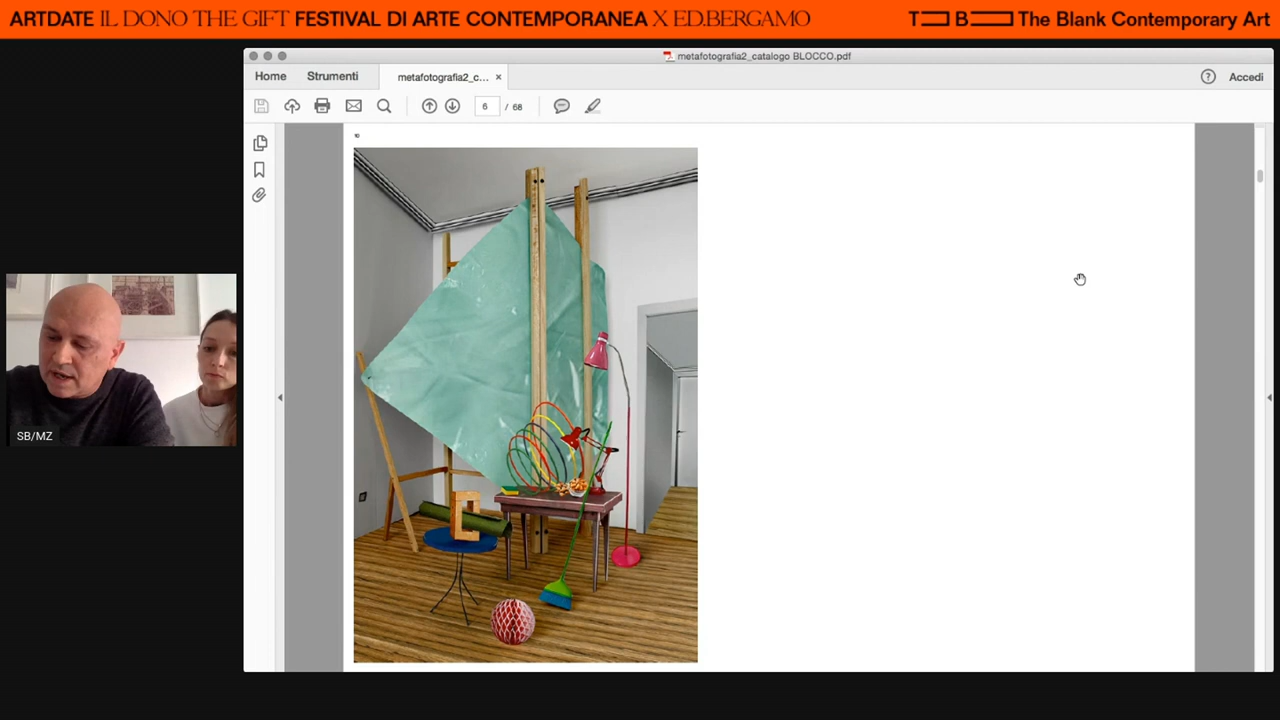 ARTDATE IL DONO THE GIFT FESTIVAL DI ARTE CONTEMPORANEA X ED.BERGAMO
T B The Blank Contemporary Art
metafotografia2_catalogo BLOCCO.pdf
Home Strumenti metafotografia2_c... × ? Accedi
6 / 68
10
SB/MZ